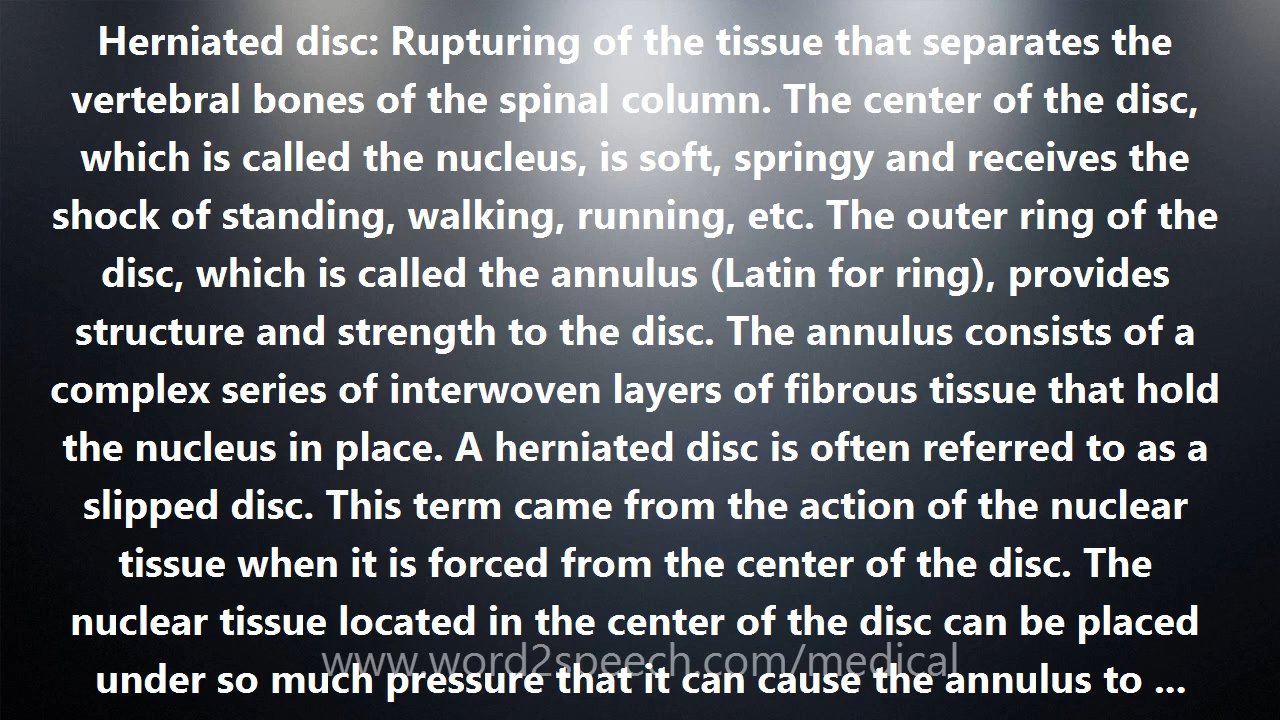 Herniated disc: Rupturing of the tissue that separates the
vertebral bones of the spinal column. The center of the disc,
which is called the nucleus, is soft, springy and receives the
shock of standing, walking, running, etc. The outer ring of the
disc, which is called the annulus (Latin for ring), provides
structure and strength to the disc. The annulus consists of a
complex series of interwoven layers of fibrous tissue that hold
the nucleus in place. A herniated disc is often referred to as a
slipped disc. This term came from the action of the nuclear
tissue when it is forced from the center of the disc. The
nuclear tissue located in the center of the disc can be placed
www.word2speech.com/medical
under so much pressure that it can cause the annulus to ...